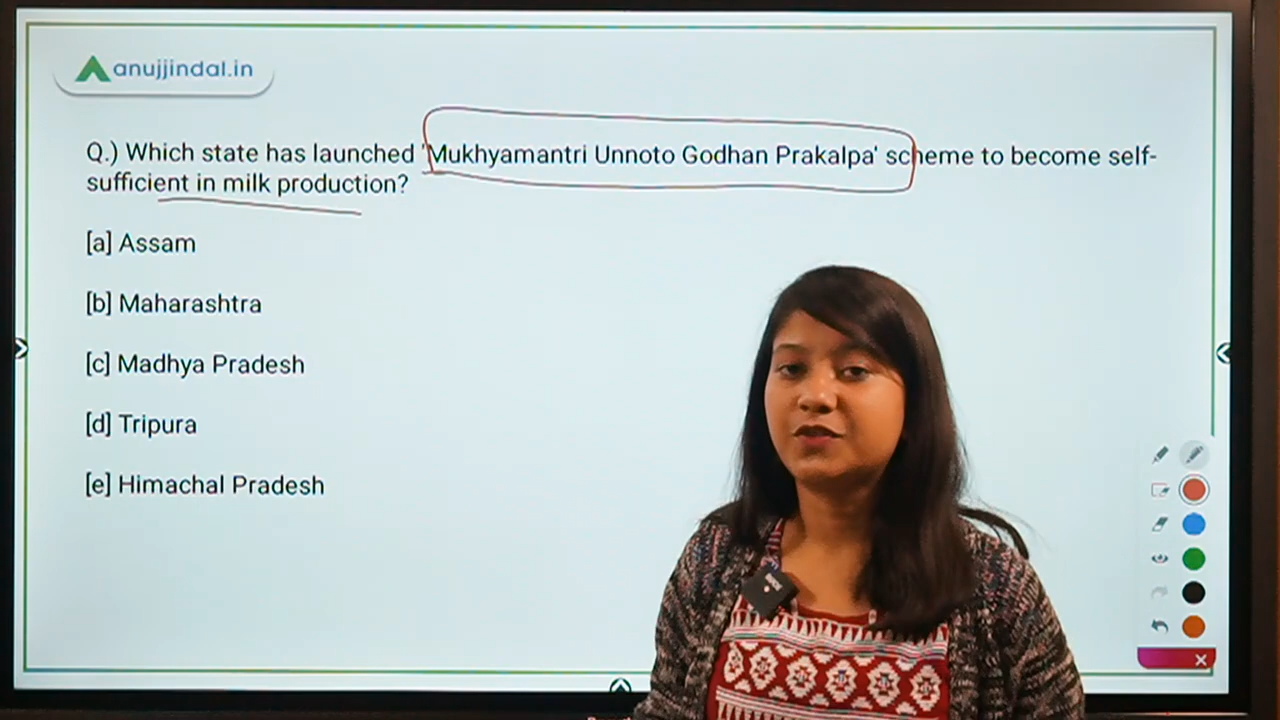 anujjindal.in
Q.) Which state has launched 'Mukhyamantri Unnoto Godhan Prakalpa' scheme to become self-
sufficient in milk production?
[a] Assam
[b] Maharashtra
[c] Madhya Pradesh
[d] Tripura
[e] Himachal Pradesh